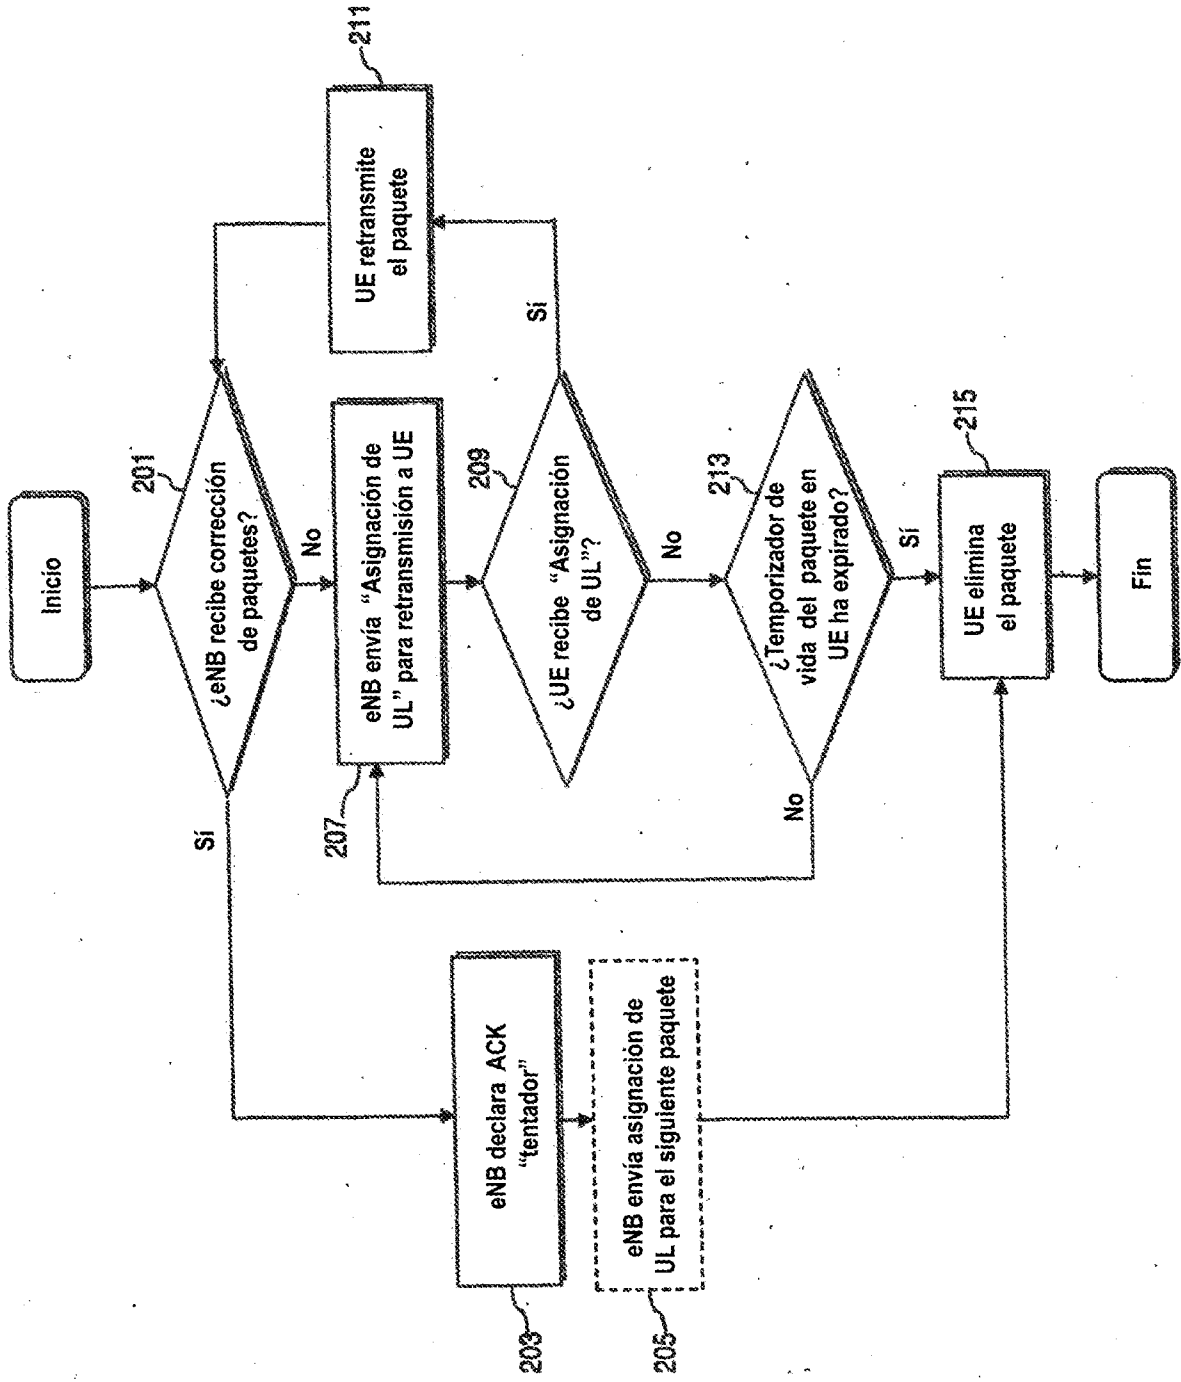 Inicio
201
¿eNB recibe corrección
de paquetes?
Sí
No
211
UE retransmite
el paquete
207
eNB envía “Asignación de
UL” para retransmisión a UE
203
eNB declara ACK
“tentador”
209
¿UE recibe “Asignación
de UL”?
Sí
No
205
eNB envía asignación de
UL para el siguiente paquete
213
¿Temporizador de
vida del paquete en
UE ha expirado?
No
Sí
215
UE elimina
el paquete
Fin